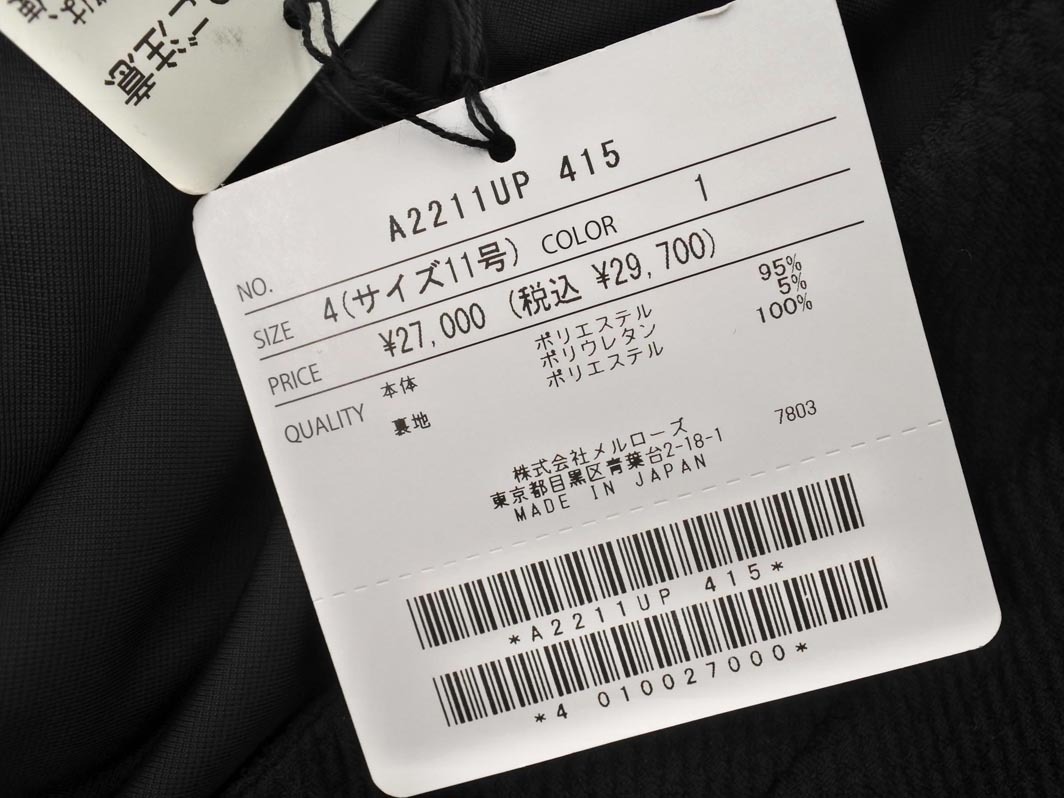 ご注意
A2211UP 415
NO.
SIZE 4(サイズ11号) COLOR 1
PRICE ¥27,000 (税込 ¥29,700)
QUALITY 本体 ポリエステル 95%
ポリウレタン 5%
裏地 ポリエステル 100%
株式会社メルローズ 7803
東京都目黒区青葉台2-18-1
MADE IN JAPAN
*A2211UP 415*
*4 010027000*